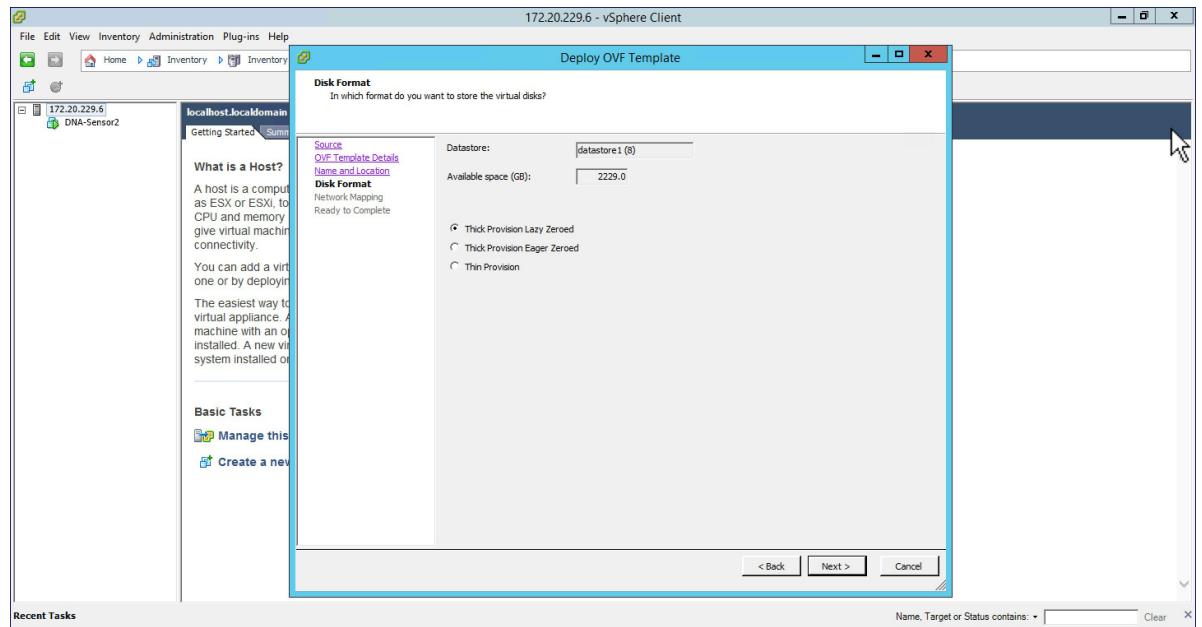 172.20.229.6 - vSphere Client
File Edit View Inventory Administration Plug-ins Help
Home Inventory Inventory
172.20.229.6
DNA-Sensor2
localhost.localdomain
Getting Started Summ
What is a Host?
A host is a comput
as ESX or ESXi, to
CPU and memory
give virtual machin
connectivity.
You can add a virt
one or by deployin
The easiest way to
virtual appliance. A
machine with an op
installed. A new vir
system installed or
Basic Tasks
Manage this
Create a new
Deploy OVF Template
Disk Format
In which format do you want to store the virtual disks?
Source
OVF Template Details
Name and Location
Disk Format
Network Mapping
Ready to Complete
Datastore: datastore1 (8)
Available space (GB): 2229.0
Thick Provision Lazy Zeroed
Thick Provision Eager Zeroed
Thin Provision
< Back Next > Cancel
Recent Tasks Name, Target or Status contains: Clear